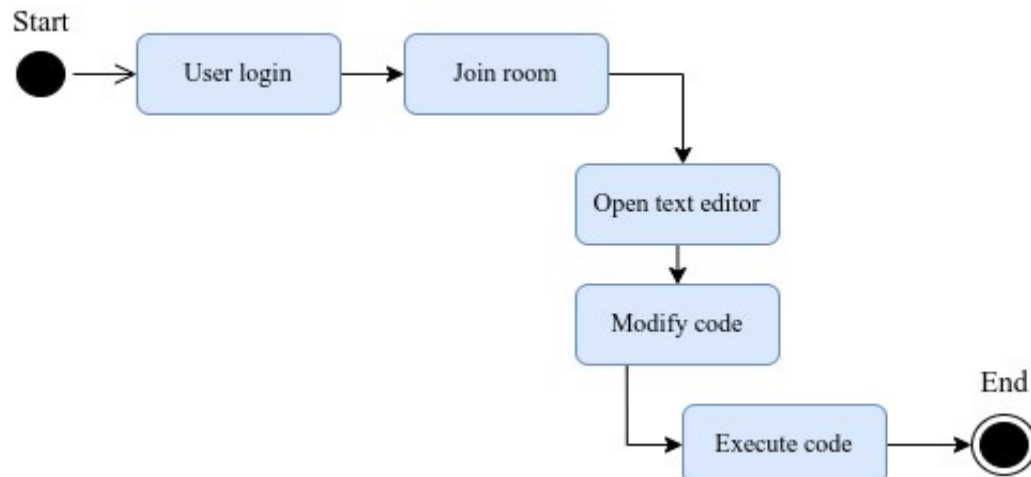 Start
User login
Join room
Open text editor
Modify code
End
Execute code